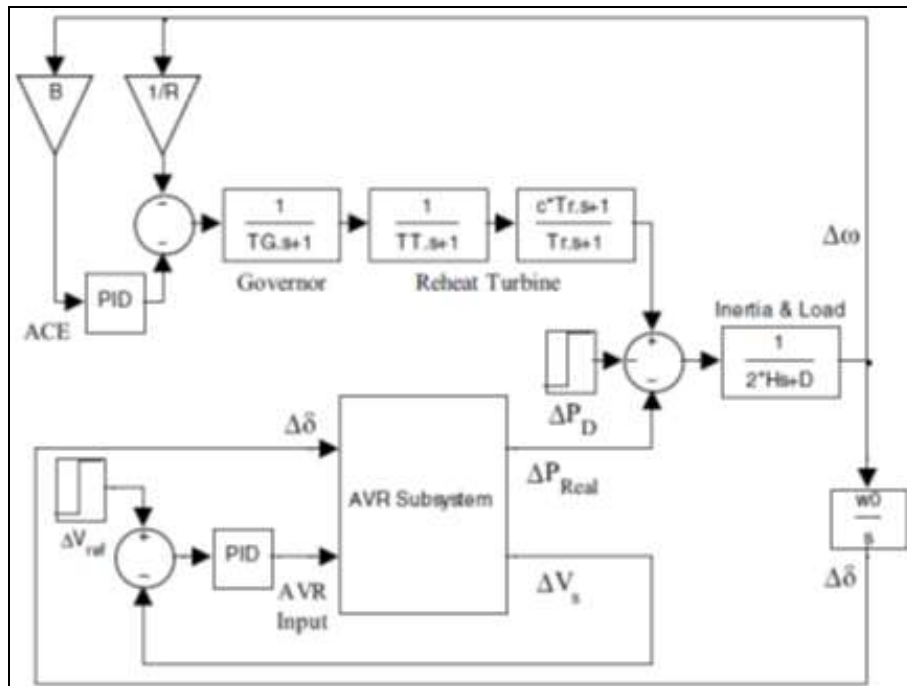 B
1/R
−
−
1
TG.s+1
1
TT.s+1
c*Tr.s+1
Tr.s+1
Governor
Reheat Turbine
Δω
PID
ACE
Inertia & Load
+
−
−
1
2*Hs+D
ΔP_D
Δδ
ΔP_Real
AVR Subsystem
w0
s
ΔV_ref
+
−
PID
ΔV_s
Δδ
AVR
Input